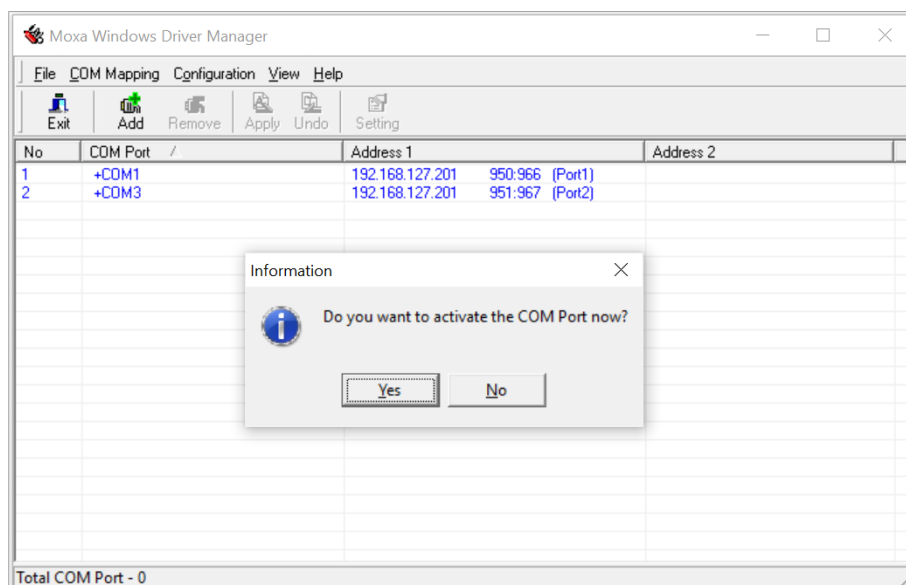 Moxa Windows Driver Manager
File COM Mapping Configuration View Help
Exit Add Remove Apply Undo Setting
No COM Port / Address 1 Address 2
1 +COM1 192.168.127.201 950:966 (Port1)
2 +COM3 192.168.127.201 951:967 (Port2)
Information
Do you want to activate the COM Port now?
Yes No
Total COM Port - 0